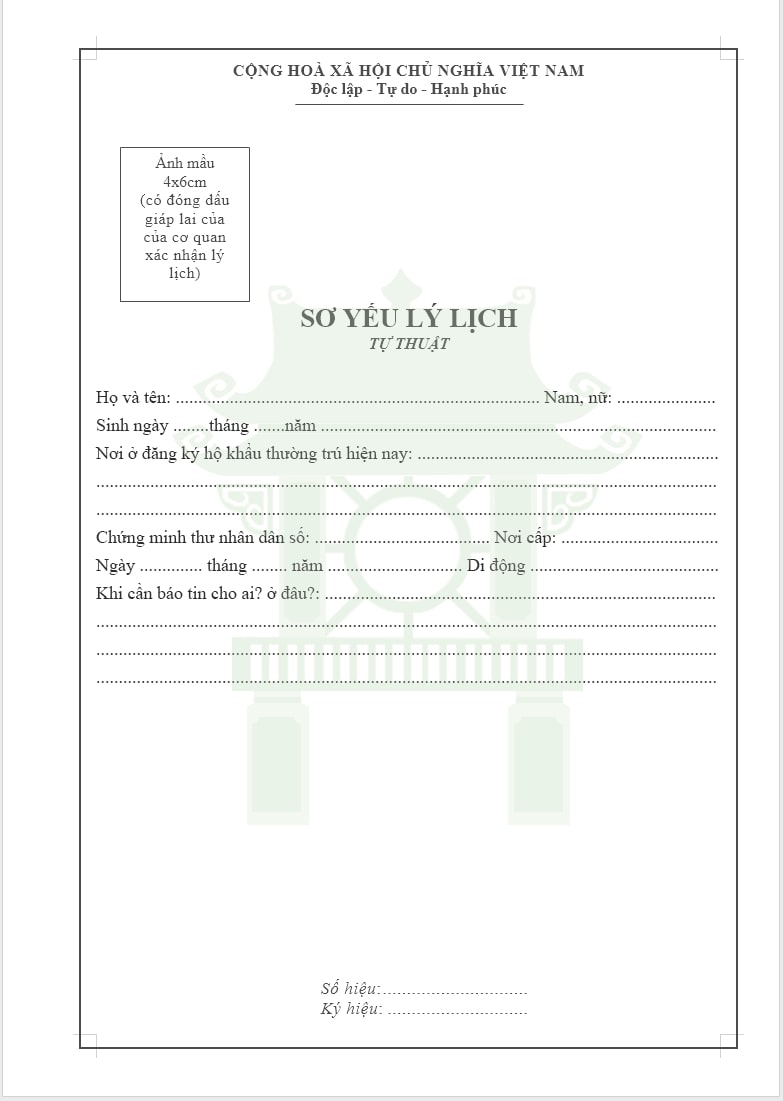 CỘNG HOÀ XÃ HỘI CHỦ NGHĨA VIỆT NAM
Độc lập - Tự do - Hạnh phúc
Ảnh mầu
4x6cm
(có đóng dấu
giáp lai của
của cơ quan
xác nhận lý
lịch)
SƠ YẾU LÝ LỊCH
TỰ THUẬT
Họ và tên: ................................................................................. Nam, nữ: ......................
Sinh ngày ........tháng .......năm ........................................................................................
Nơi ở đăng ký hộ khẩu thường trú hiện nay: ...................................................................
..........................................................................................................................................
..........................................................................................................................................
Chứng minh thư nhân dân số: ....................................... Nơi cấp: ...................................
Ngày .............. tháng ........ năm .............................. Di động ..........................................
Khi cần báo tin cho ai? ở đâu?: .......................................................................................
..........................................................................................................................................
..........................................................................................................................................
..........................................................................................................................................
Số hiệu:................................
Ký hiệu: ...............................